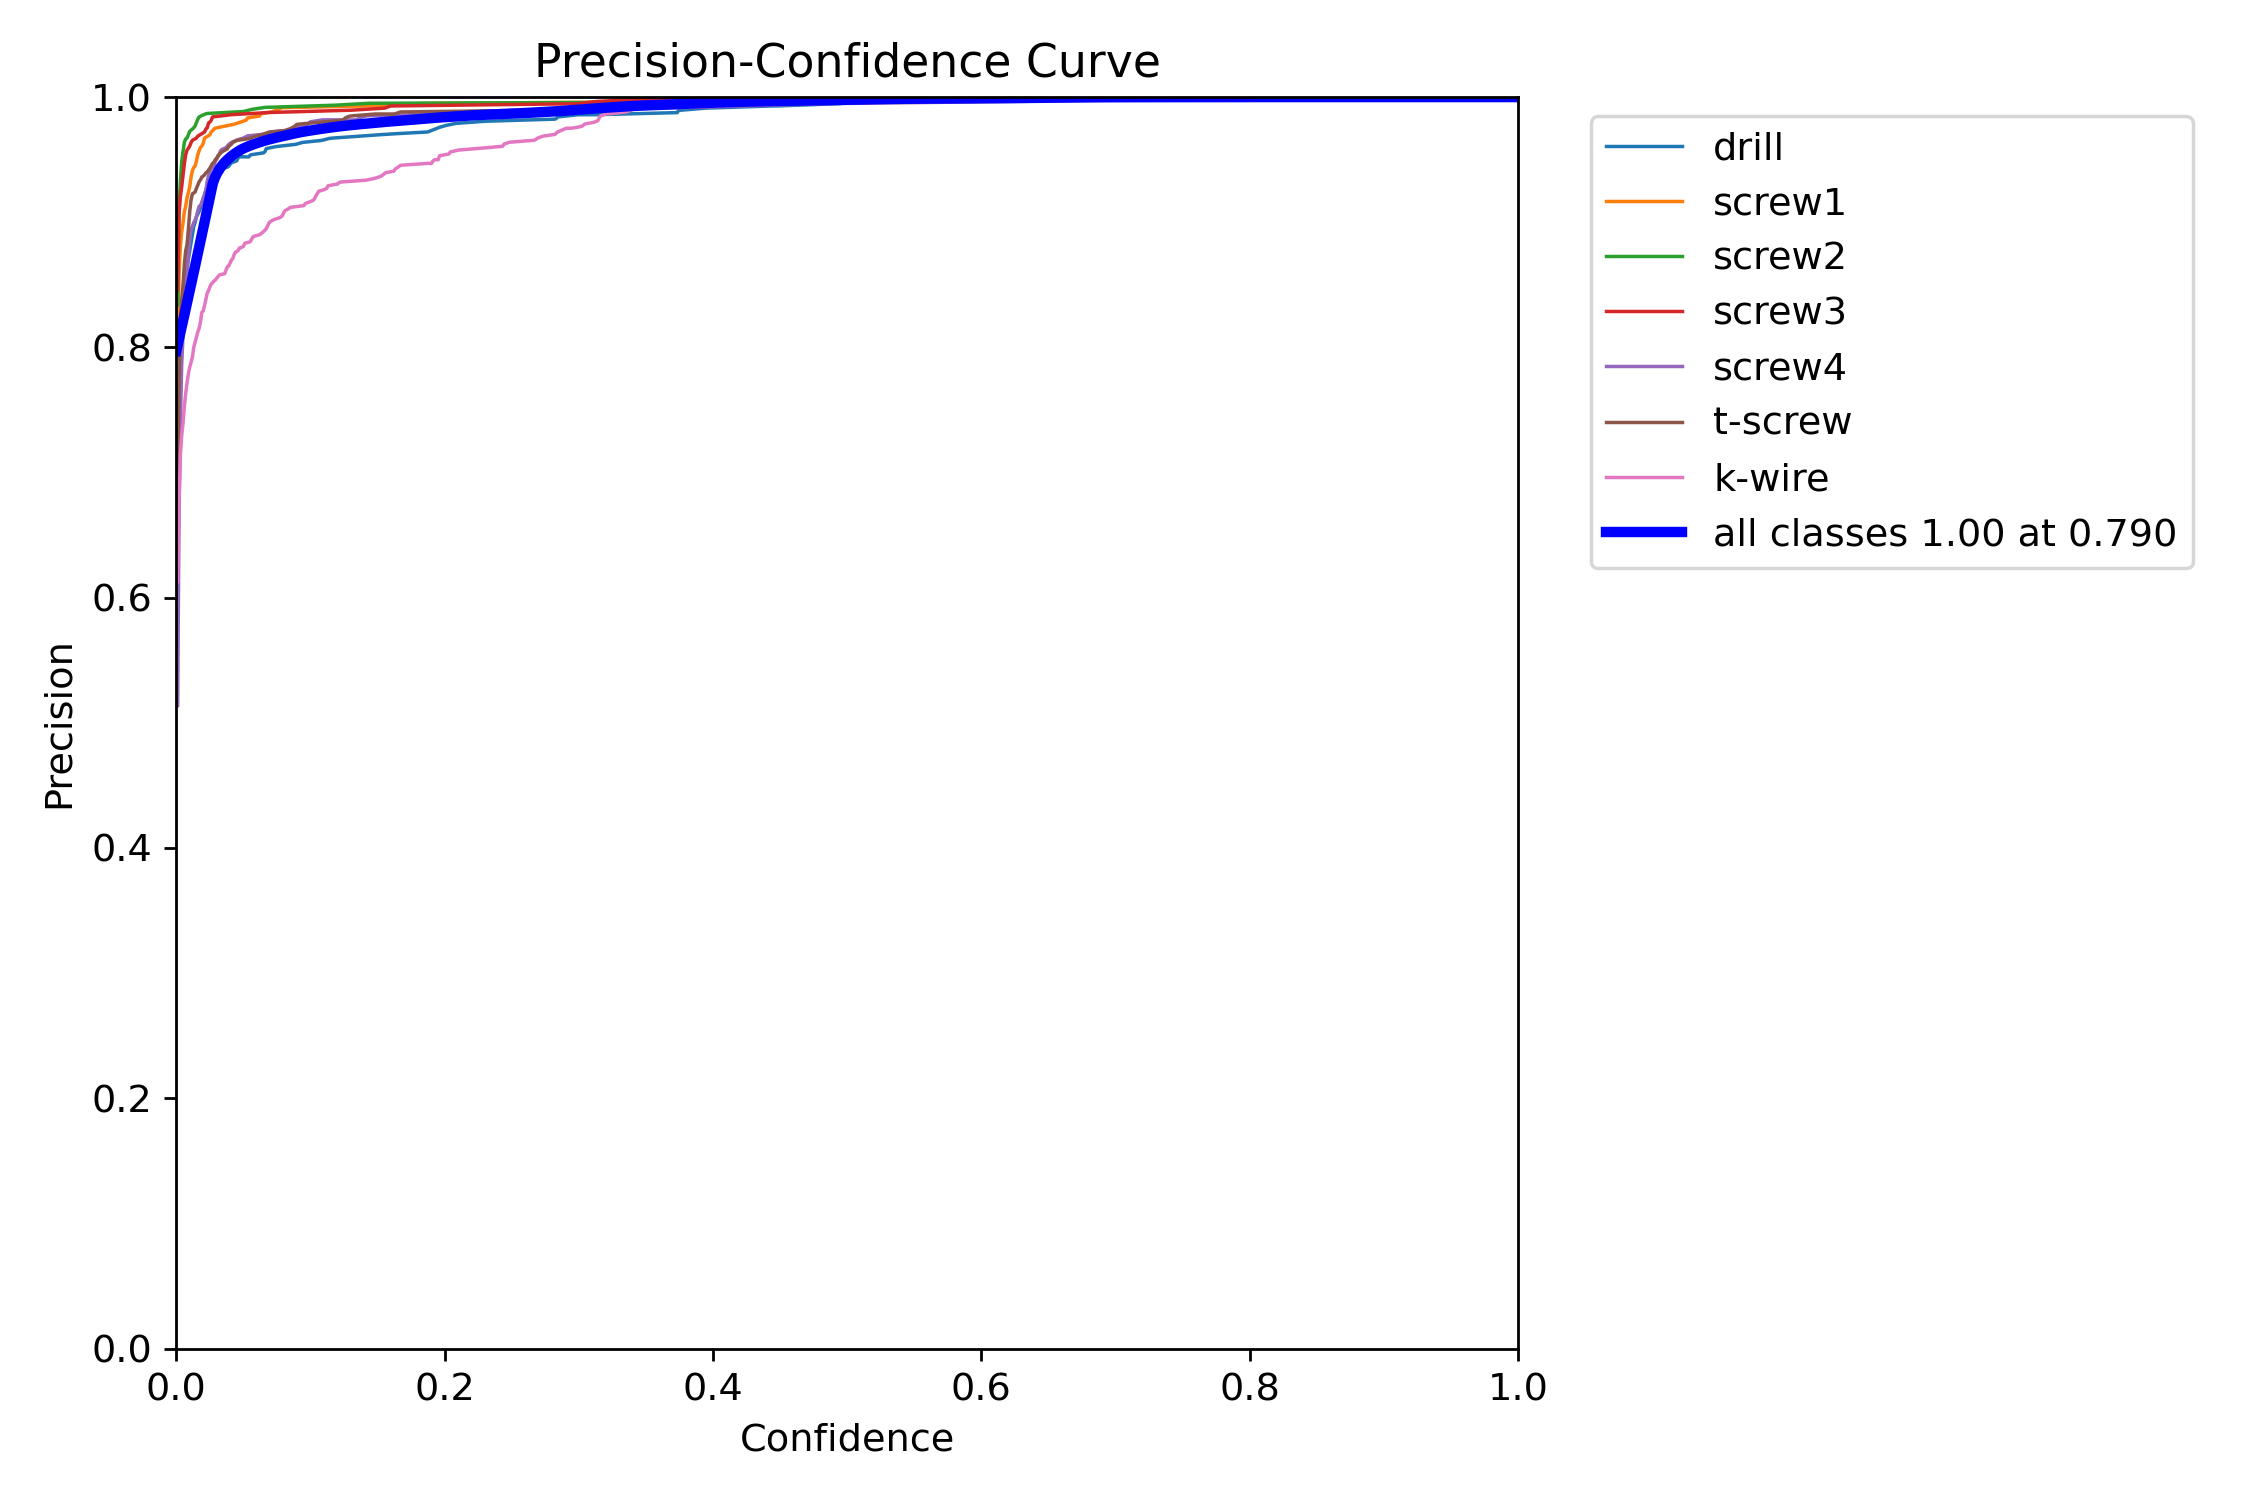 Precision-Confidence Curve
1.0
0.8
0.6
0.4
0.2
0.0
Precision
0.0 0.2 0.4 0.6 0.8 1.0
Confidence
drill
screw1
screw2
screw3
screw4
t-screw
k-wire
all classes 1.00 at 0.790